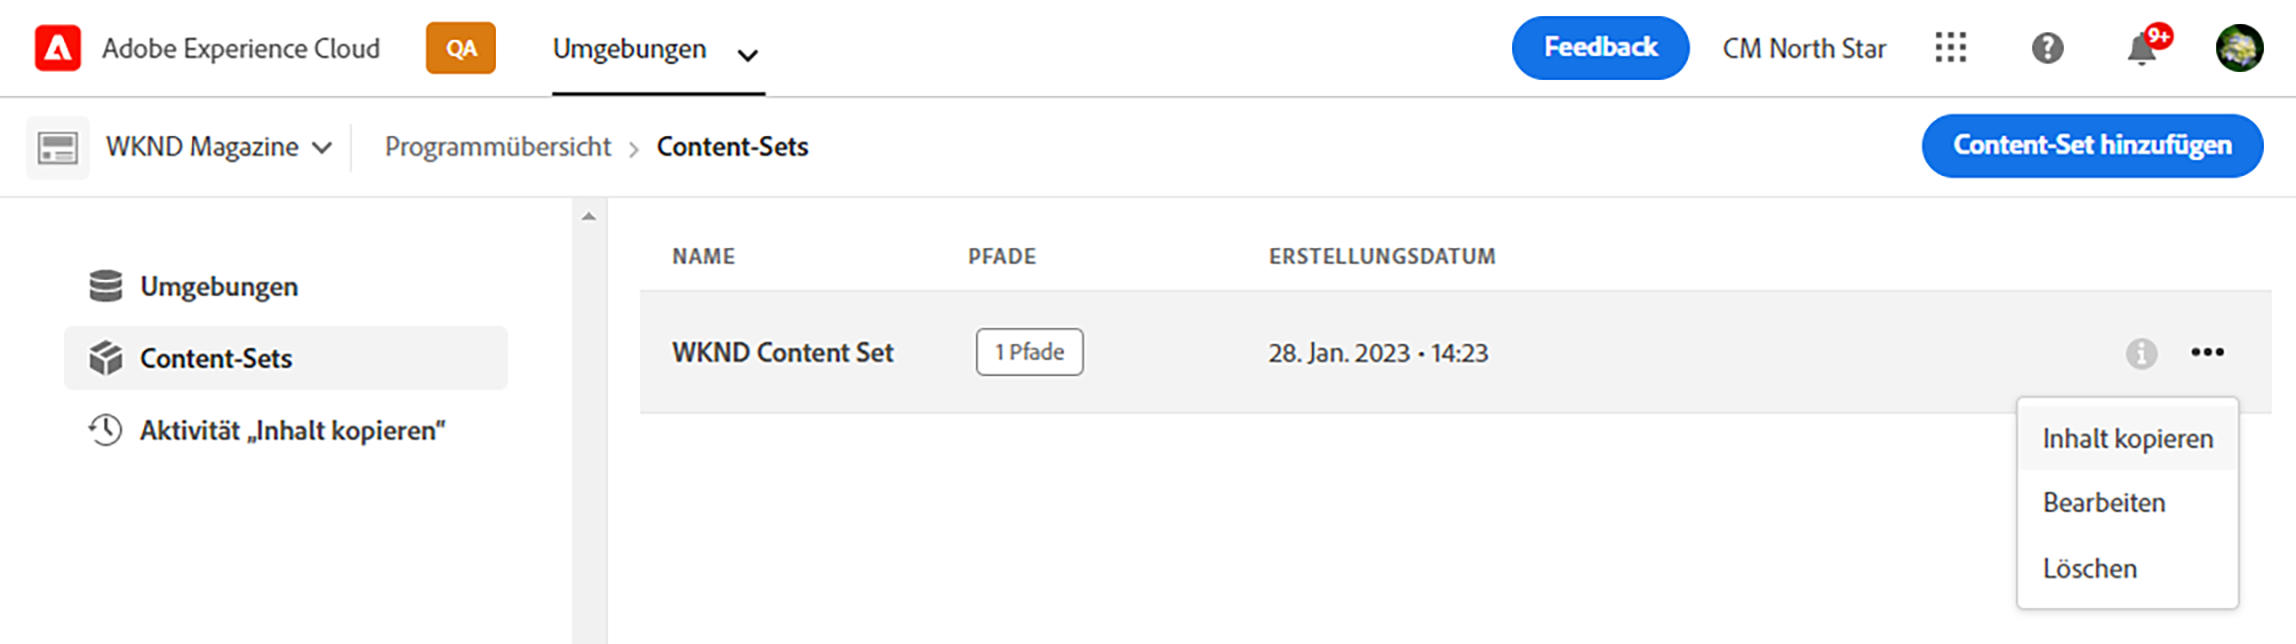 Adobe Experience Cloud QA Umgebungen Feedback CM North Star 9+
WKND Magazine Programmübersicht > Content-Sets Content-Set hinzufügen
NAME PFADE ERSTELLUNGSDATUM
Umgebungen
WKND Content Set 1 Pfade 28. Jan. 2023 • 14:23
Content-Sets
Aktivität „Inhalt kopieren“
Inhalt kopieren
Bearbeiten
Löschen